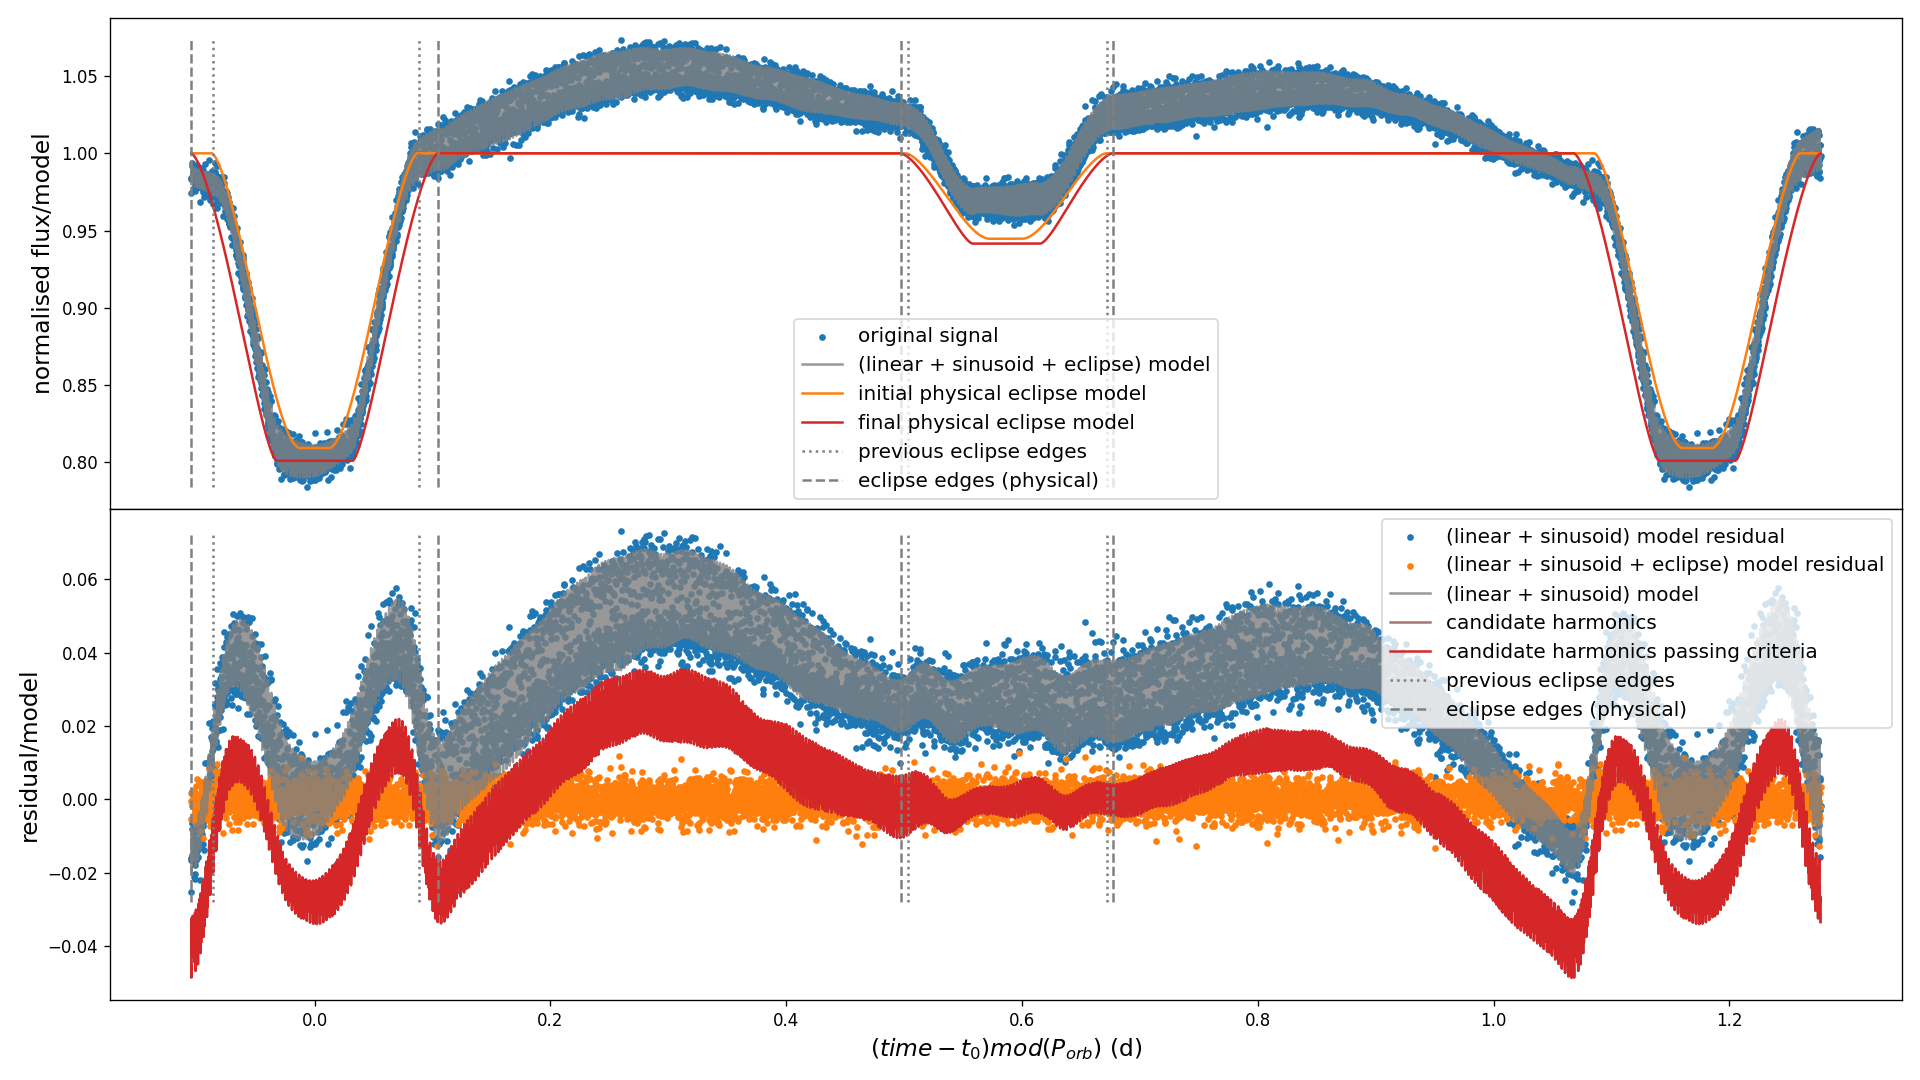 normalised flux/model
1.05
1.00
0.95
0.90
0.85
0.80
original signal
(linear + sinusoid + eclipse) model
initial physical eclipse model
final physical eclipse model
previous eclipse edges
eclipse edges (physical)
residual/model
0.06
0.04
0.02
0.00
−0.02
−0.04
(linear + sinusoid) model residual
(linear + sinusoid + eclipse) model residual
(linear + sinusoid) model
candidate harmonics
candidate harmonics passing criteria
previous eclipse edges
eclipse edges (physical)
0.0 0.2 0.4 0.6 0.8 1.0 1.2
(time − t₀)mod(Pₒᵣb) (d)